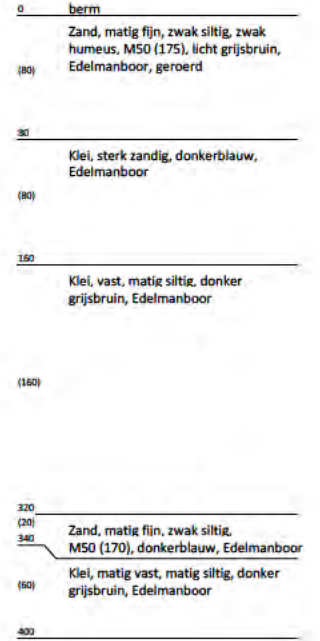 0 berm
Zand, matig fijn, zwak siltig, zwak
humeus, M50 (175), licht grijsbruin,
(80) Edelmanboor, geroerd
80
Klei, sterk zandig, donkerblauw,
Edelmanboor
(80)
160
Klei, vast, matig siltig, donker
grijsbruin, Edelmanboor
(160)
320
(20) Zand, matig fijn, zwak siltig,
340 M50 (170), donkerblauw, Edelmanboor
Klei, matig vast, matig siltig, donker
(60) grijsbruin, Edelmanboor
400